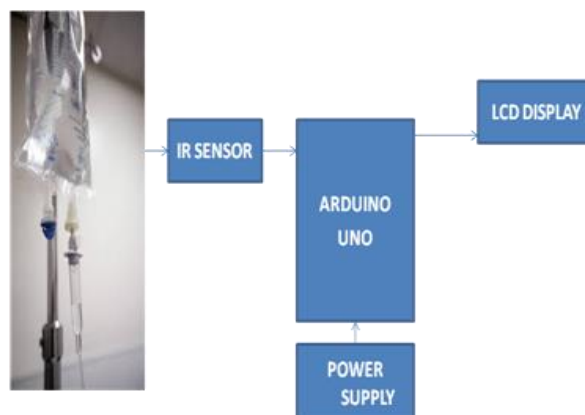 LCD DISPLAY
IR SENSOR
ARDUINO
UNO
POWER
SUPPLY